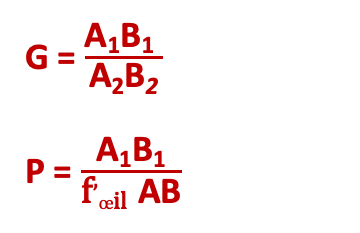 G = A₁B₁ / A₂B₂
P = A₁B₁ / f’œil AB